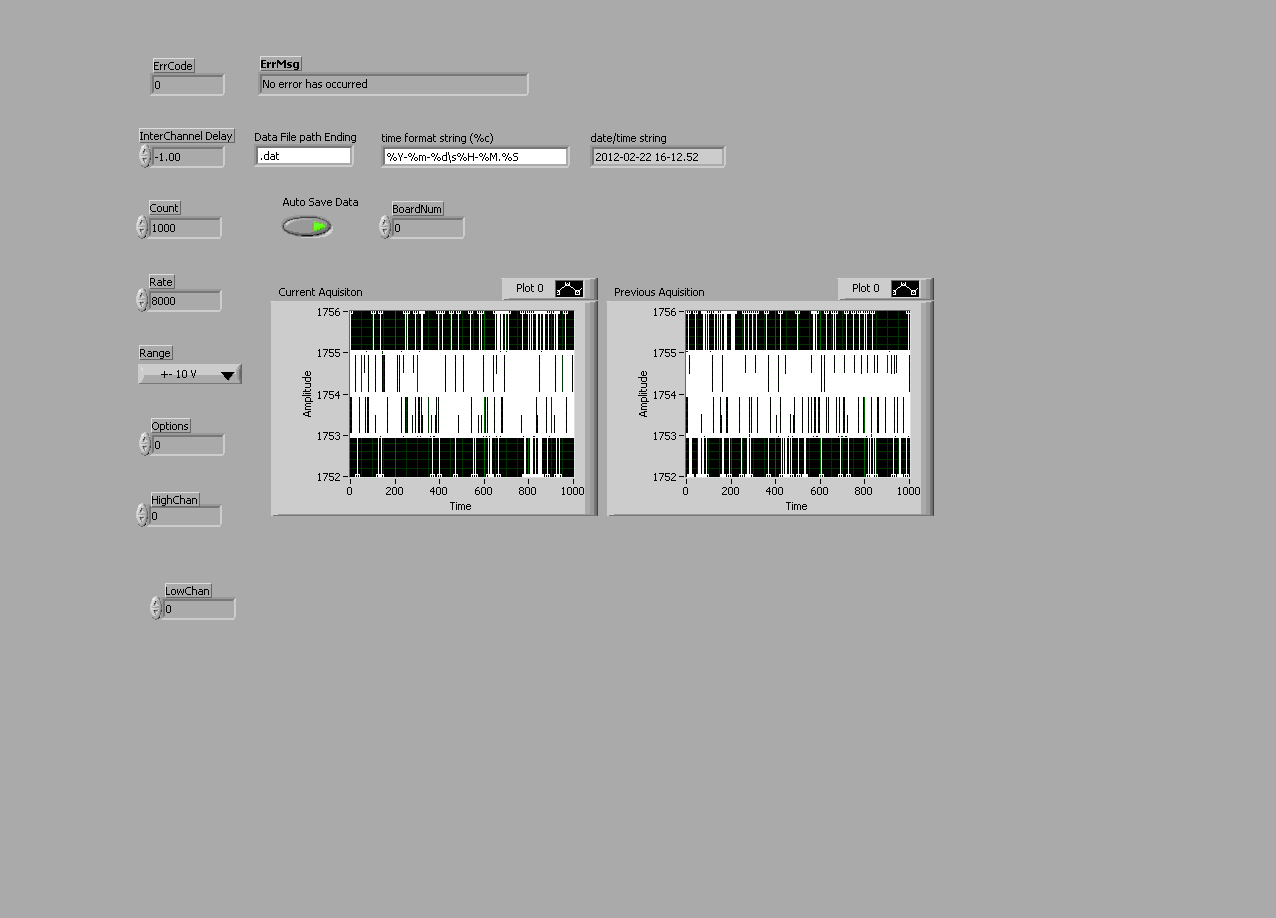 ErrCode
0
ErrMsg
No error has occurred
InterChannel Delay
-1.00
Data File path Ending
.dat
time format string (%c)
%Y-%m-%d\s%H-%M.%S
date/time string
2012-02-22 16-12.52
Count
1000
Auto Save Data
BoardNum
0
Rate
8000
Range
+- 10 V
Options
0
HighChan
0
LowChan
0
Current Aquisiton
Plot 0
1756
1755
1754
1753
1752
Amplitude
0 200 400 600 800 1000
Time
Previous Aquisition
Plot 0
1756
1755
1754
1753
1752
Amplitude
0 200 400 600 800 1000
Time